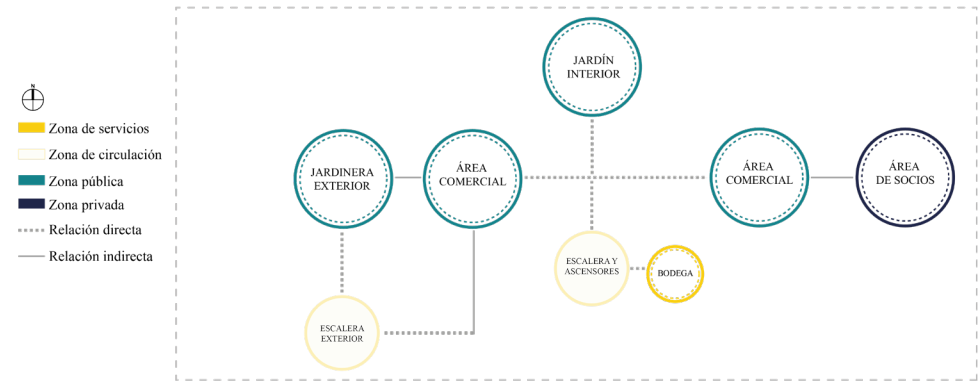 N
Zona de servicios
Zona de circulación
Zona pública
Zona privada
Relación directa
Relación indirecta
JARDÍN
INTERIOR
JARDINERA
EXTERIOR
ÁREA
COMERCIAL
ÁREA
COMERCIAL
ÁREA
DE SOCIOS
ESCALERA Y
ASCENSORES
BODEGA
ESCALERA
EXTERIOR